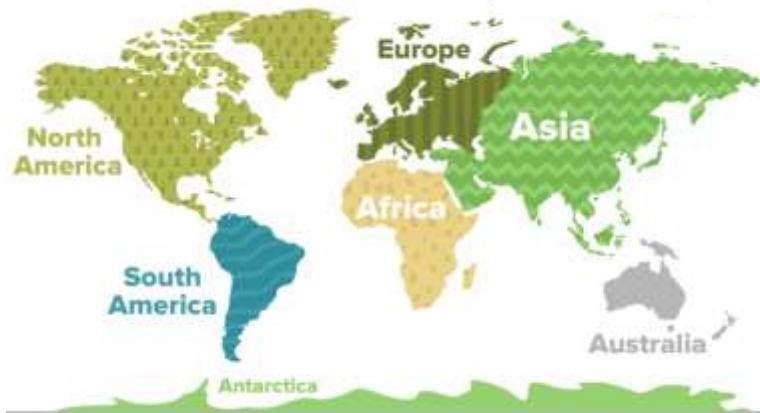 Europe
North
America
Asia
Africa
South
America
Australia
Antarctica